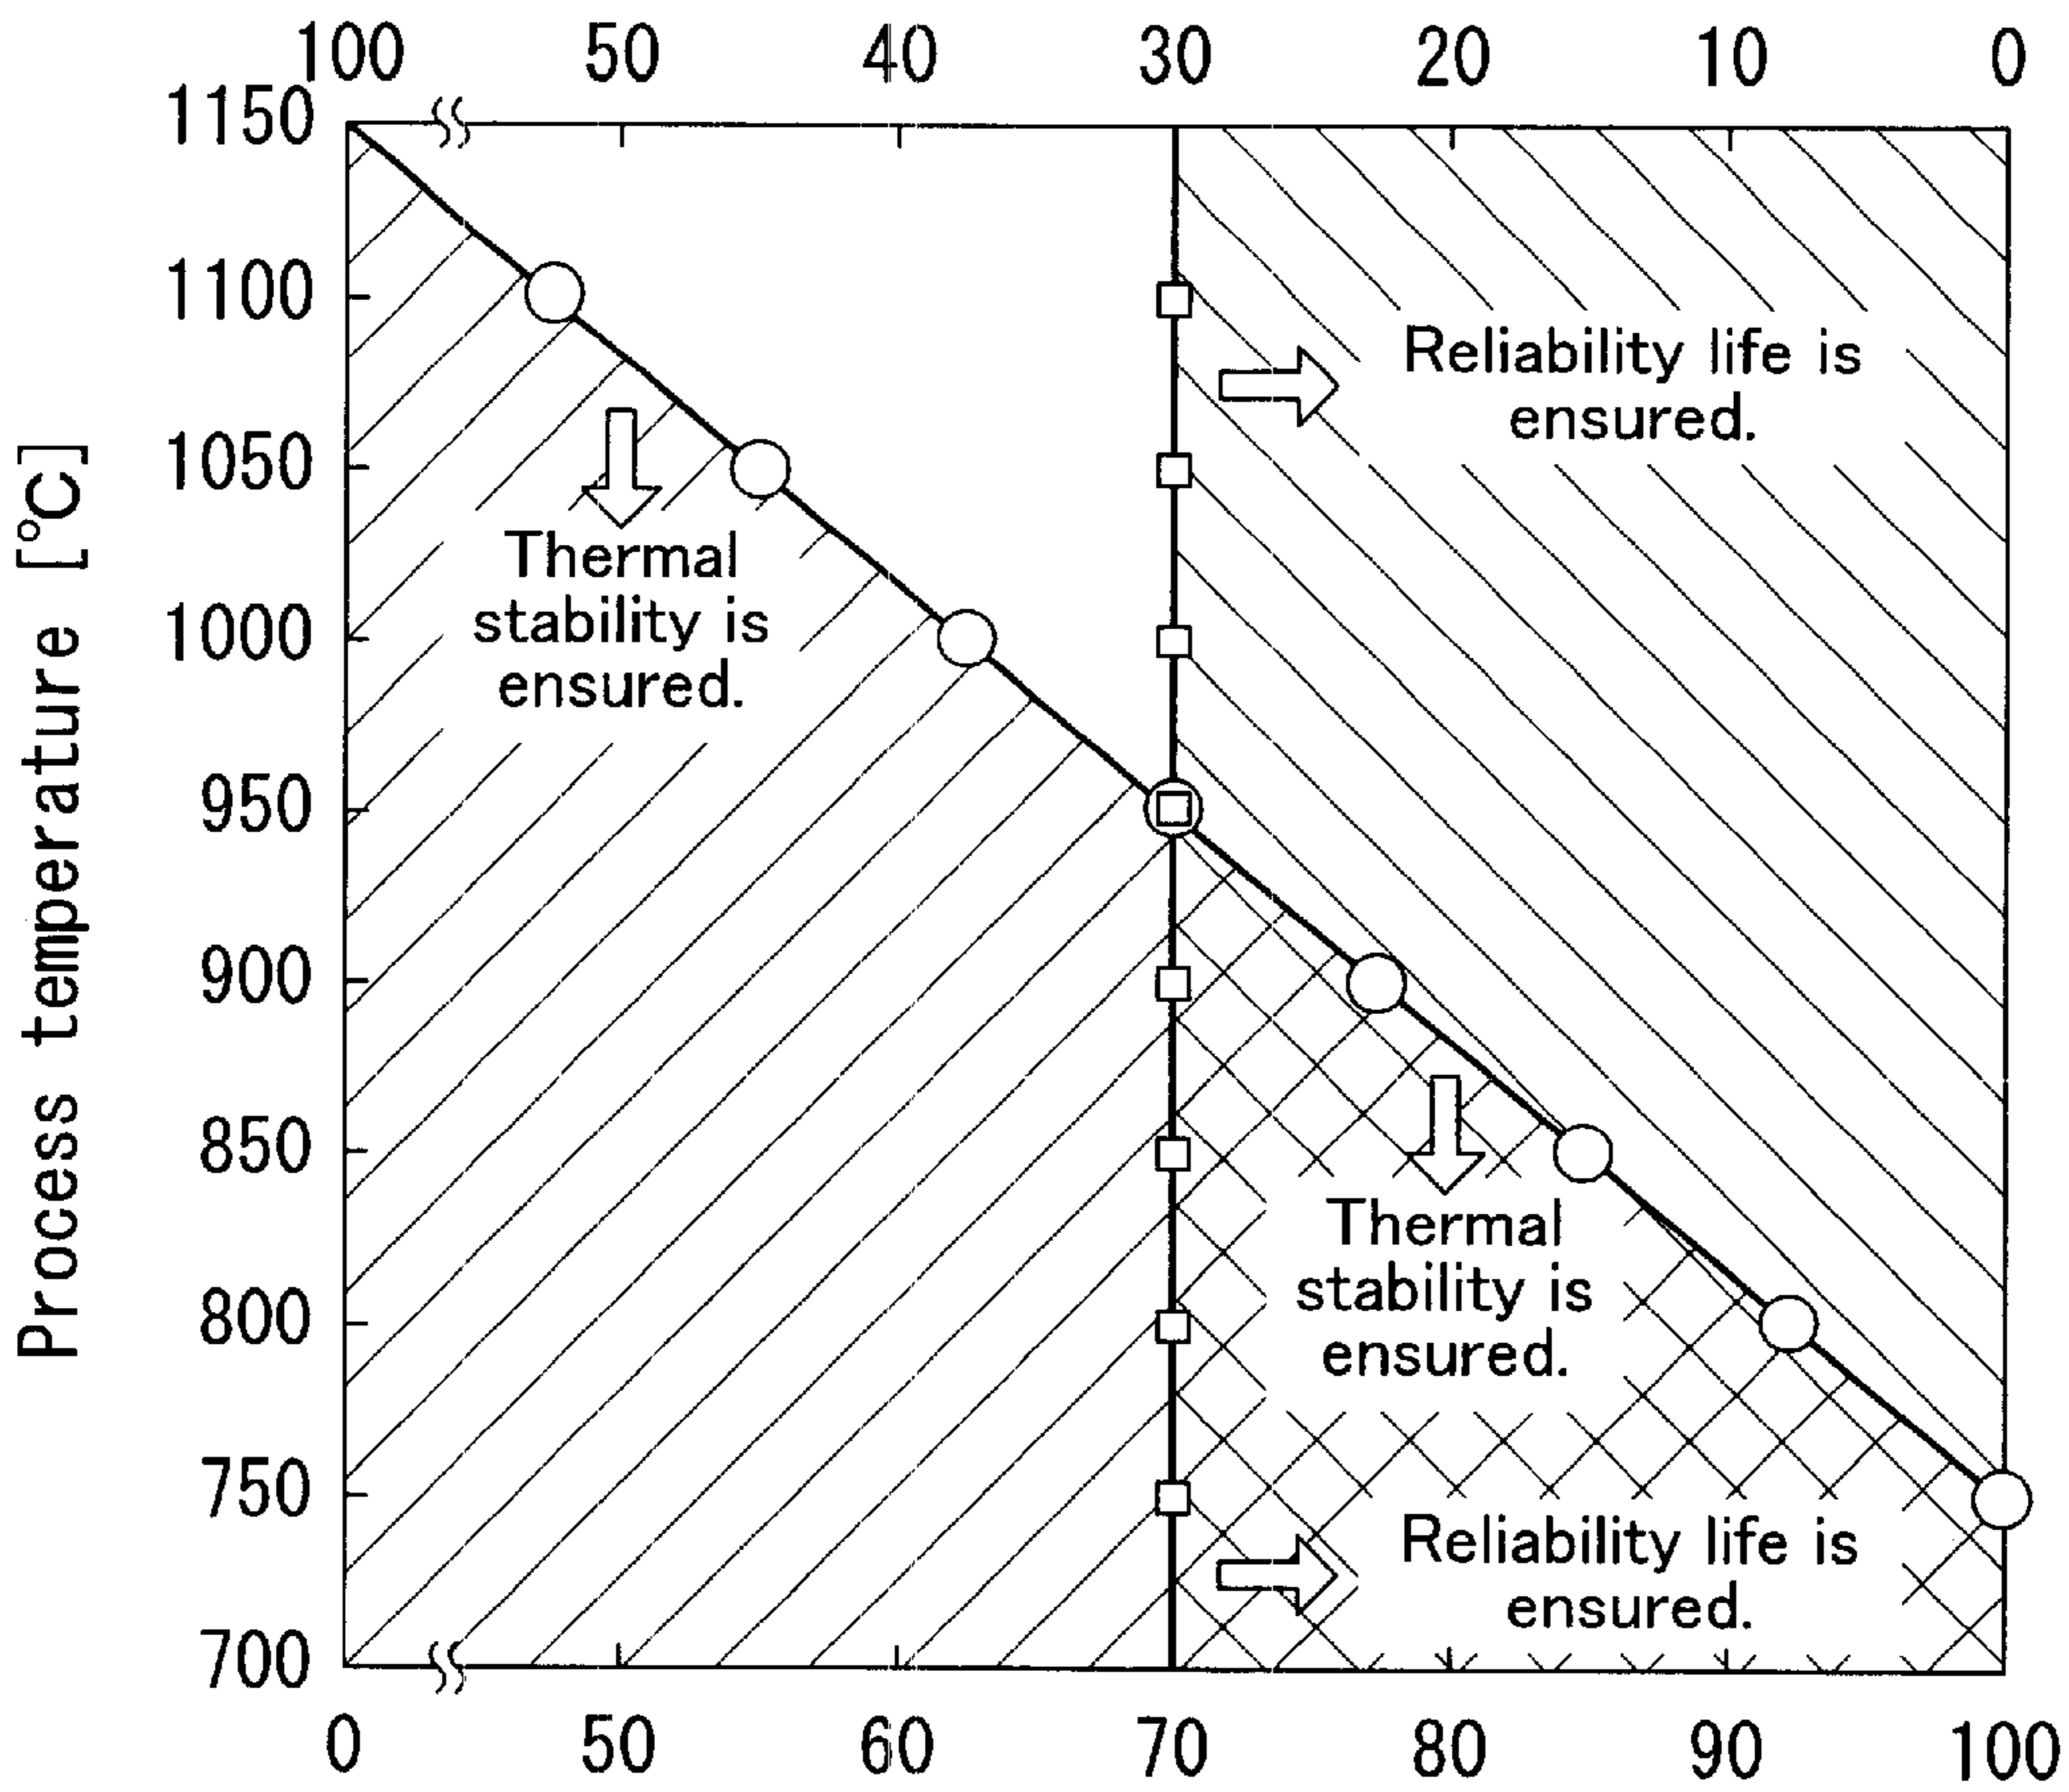 100 50 40 30 20 10 0
1150
1100
1050
1000
950
900
850
800
750
700
Process temperature [°C]
Reliability life is
ensured.
Thermal
stability is
ensured.
Thermal
stability is
ensured.
Reliability life is
ensured.
0 50 60 70 80 90 100